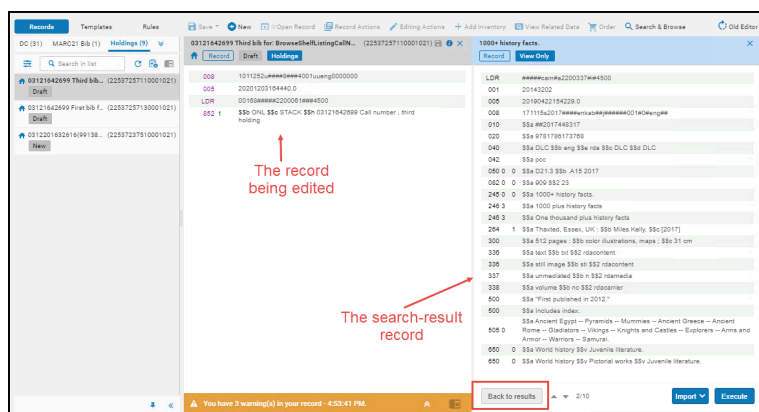 Records Templates Rules
Save New Open Record Record Actions Editing Actions Add Inventory View Related Data Order Search & Browse Old Editor
DC (31) MARC21 Bib (1) Holdings (9)
Search in list
03121642699 Third bib... (22537257110001021)
Draft
03121642699 First bib f... (22537257130001021)
Draft
0312201632616(99138... (22537237510001021)
New
03121642699 Third bib for: BrowseShelfListingCallN... (22537257110001021)
Record Draft Holdings
008 1011252u####0###4001uueng0000000
005 20201203164440.0
LDR 00168#####2200061###4500
852 1 $$b ONL $$c STACK $$h 03121642699 Call number , third
holding
The record
being edited
You have 3 warning(s) in your record - 4:53:41 PM.
1000+ history facts.
Record View Only
LDR #####cam#a2200337#i#4500
001 20143202
005 20190422154229.0
008 171115s2017####enkab##j######001#0#eng##
010 $$a ##2017448317
020 $$a 9781786173768
040 $$a DLC $$b eng $$e rda $$c DLC $$d DLC
042 $$a pcc
050 0 0 $$a D21.3 $$b .A15 2017
082 0 0 $$a 909 $$2 23
245 0 0 $$a 1000+ history facts.
246 3 $$a 1000 plus history facts
246 3 $$a One thousand plus history facts
264 1 $$a Thaxted, Essex, UK : $$b Miles Kelly, $$c [2017]
300 $$a 512 pages : $$b color illustrations, maps ; $$c 31 cm
336 $$a text $$b txt $$2 rdacontent
336 $$a still image $$b sti $$2 rdacontent
337 $$a unmediated $$b n $$2 rdamedia
338 $$a volume $$b nc $$2 rdacarrier
500 $$a "First published in 2012."
500 $$a Includes index.
505 0 $$a Ancient Egypt -- Pyramids -- Mummies -- Ancient Greece -- Ancient
Rome -- Gladiators -- Vikings -- Knights and Castles -- Explorers -- Arms and
Armor -- Warriors -- Samurai.
650 0 $$a World history $$v Juvenile literature.
650 0 $$a World history $$v Pictorial works $$v Juvenile literature.
The search-result
record
Back to results 2/10 Import Execute